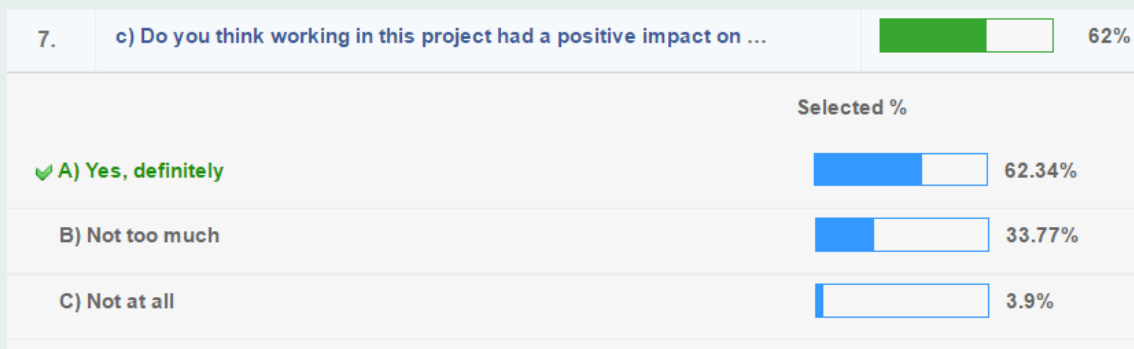 7. c) Do you think working in this project had a positive impact on ... 62%
Selected %
A) Yes, definitely 62.34%
B) Not too much 33.77%
C) Not at all 3.9%